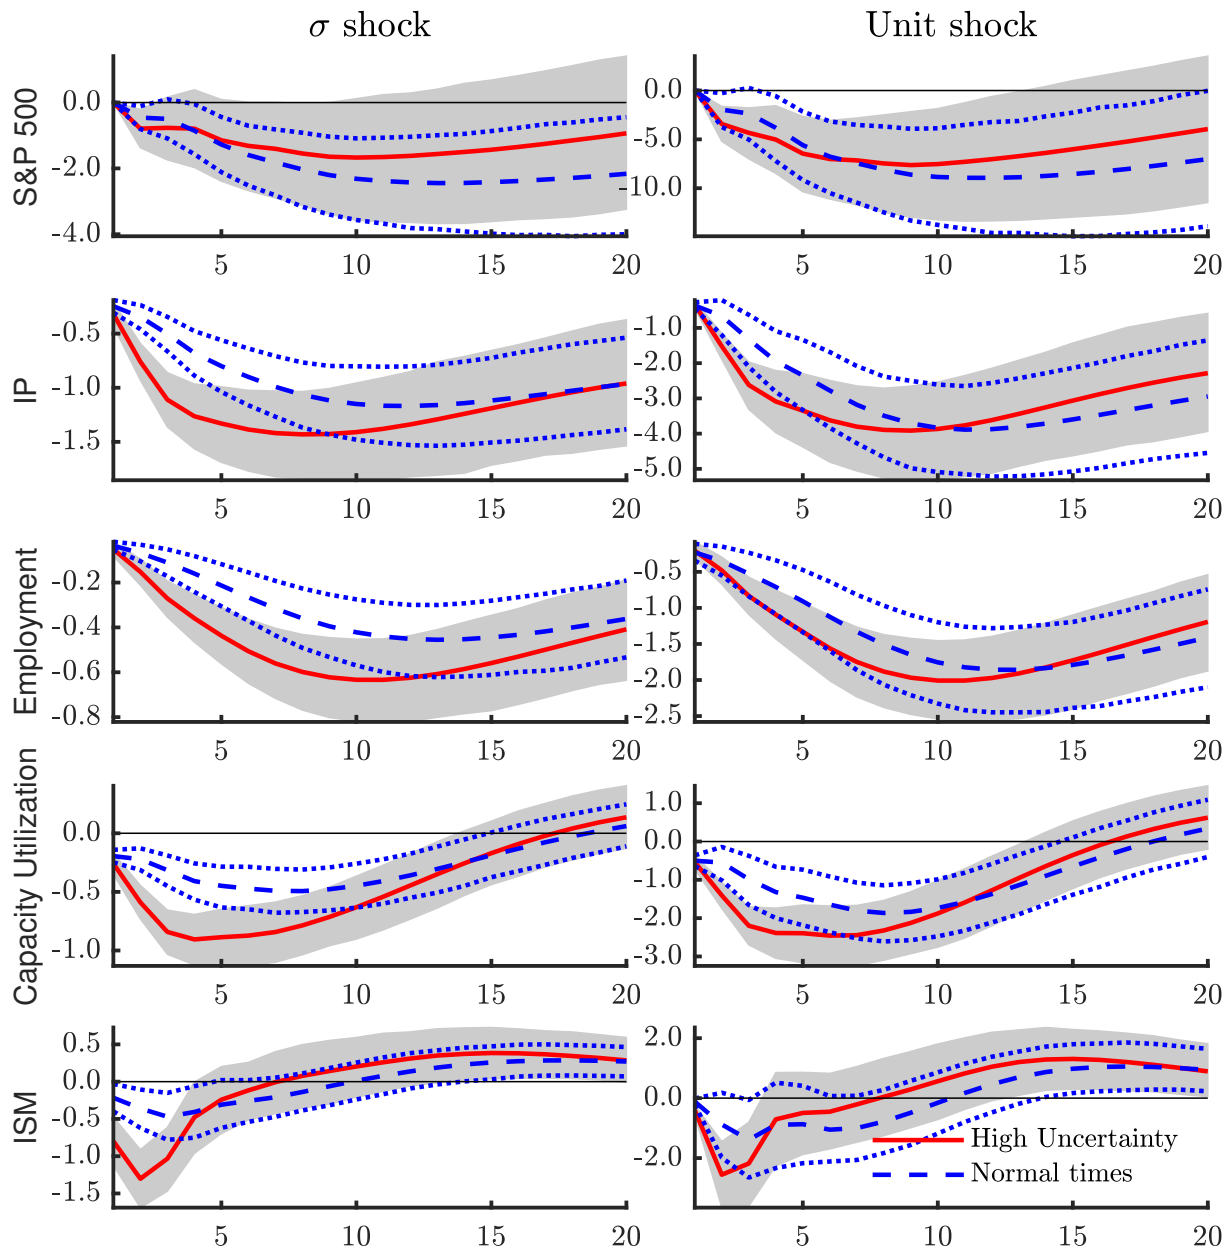 σ shock
Unit shock
S&P 500
0.0
-2.0
-4.0
5 10 15 20
0.0
-5.0
-10.0
5 10 15 20
IP
-0.5
-1.0
-1.5
5 10 15 20
-1.0
-2.0
-3.0
-4.0
-5.0
5 10 15 20
Employment
-0.2
-0.4
-0.6
-0.8
5 10 15 20
-0.5
-1.0
-1.5
-2.0
-2.5
5 10 15 20
Capacity Utilization
0.0
-0.5
-1.0
5 10 15 20
1.0
0.0
-1.0
-2.0
-3.0
5 10 15 20
ISM
0.5
0.0
-0.5
-1.0
-1.5
5 10 15 20
2.0
0.0
-2.0
High Uncertainty
Normal times
5 10 15 20